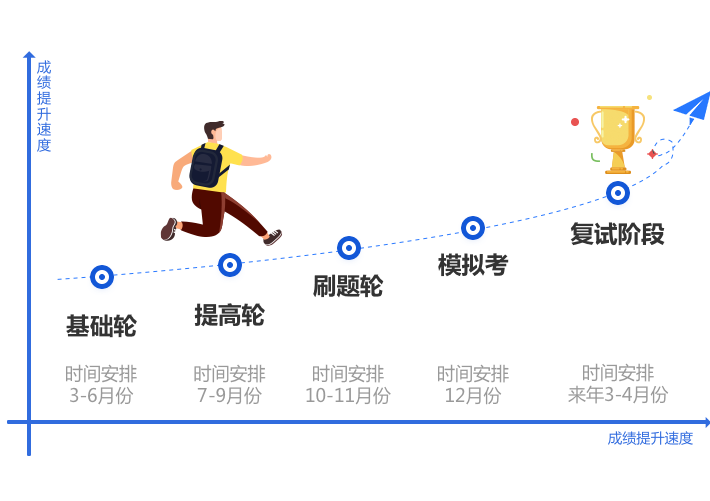 成绩提升速度
基础轮
时间安排
3-6月份
提高轮
时间安排
7-9月份
刷题轮
时间安排
10-11月份
模拟考
时间安排
12月份
复试阶段
时间安排
来年3-4月份
成绩提升速度